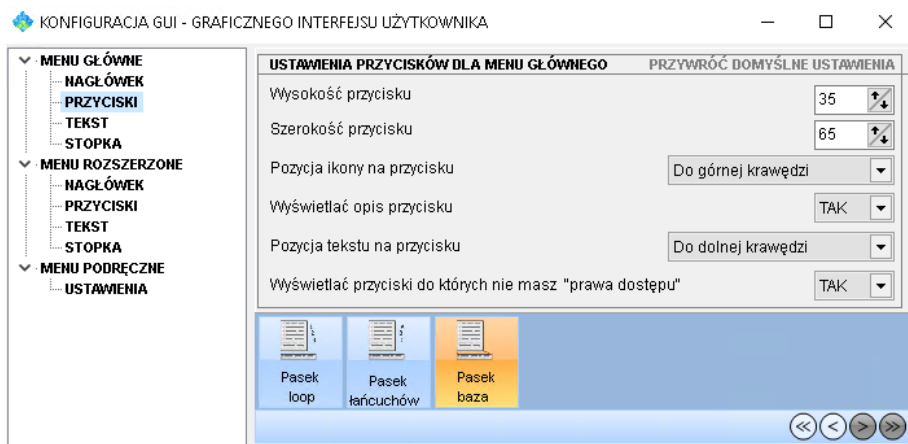 KONFIGURACJA GUI - GRAFICZNEGO INTERFEJSU UŻYTKOWNIKA
MENU GŁÓWNE
NAGŁÓWEK
PRZYCISKI
TEKST
STOPKA
MENU ROZSZERZONE
NAGŁÓWEK
PRZYCISKI
TEKST
STOPKA
MENU PODRĘCZNE
USTAWIENIA
USTAWIENIA PRZYCISKÓW DLA MENU GŁÓWNEGO PRZYWRÓĆ DOMYŚLNE USTAWIENIA
Wysokość przycisku 35
Szerokość przycisku 65
Pozycja ikony na przycisku Do górnej krawędzi
Wyświetlać opis przycisku TAK
Pozycja tekstu na przycisku Do dolnej krawędzi
Wyświetlać przyciski do których nie masz "prawa dostępu" TAK
Pasek loop
Pasek łańcuchów
Pasek baza